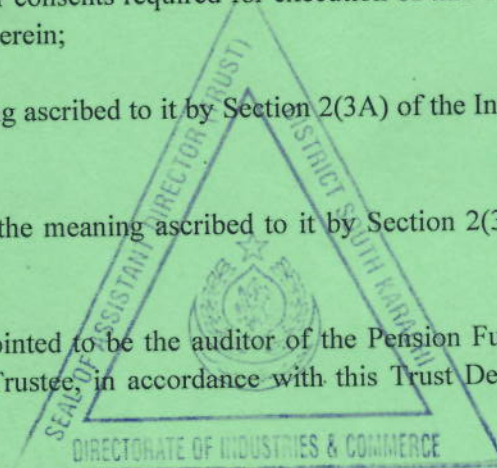 consents required for execution of
erein;
g ascribed to it by Section 2(3A) of the In
the meaning ascribed to it by Section 2(3
ointed to be the auditor of the Pension Fu
Trustee, in accordance with this Trust De
SEAL OF ASSISTANT DIRECTOR (TRUST)
DISTRICT SOUTH KARACHI
DIRECTORATE OF INDUSTRIES & COMMERCE